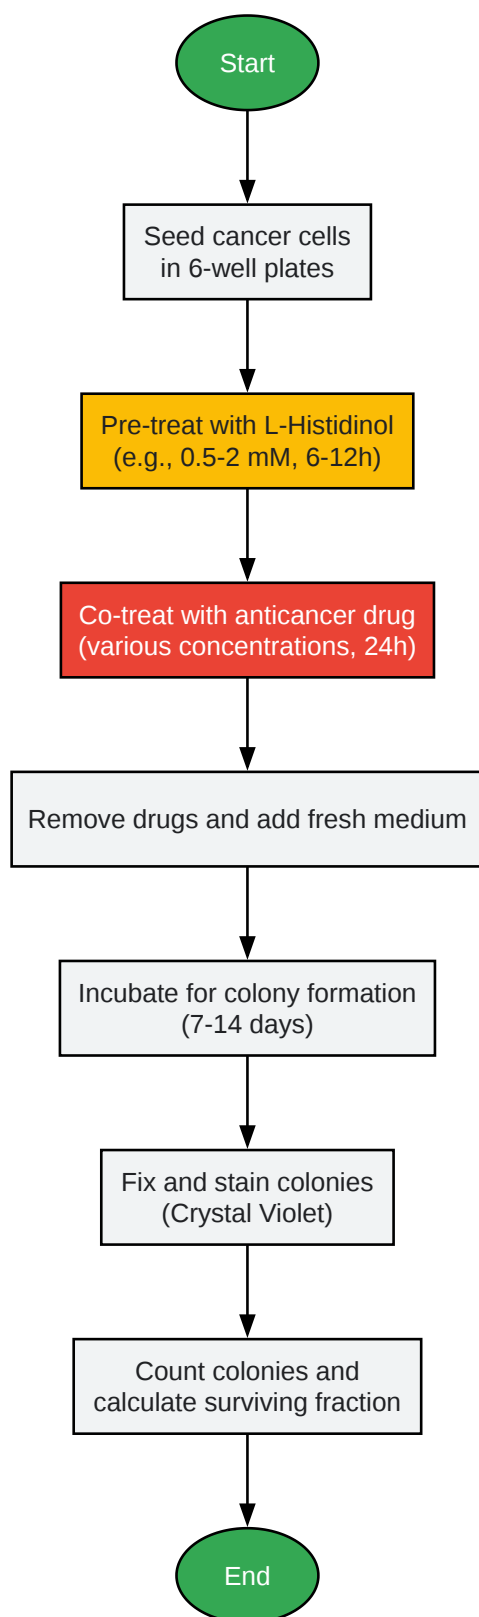 Start
Seed cancer cells
in 6-well plates
Pre-treat with L-Histidinol
(e.g., 0.5-2 mM, 6-12h)
Co-treat with anticancer drug
(various concentrations, 24h)
Remove drugs and add fresh medium
Incubate for colony formation
(7-14 days)
Fix and stain colonies
(Crystal Violet)
Count colonies and
calculate surviving fraction
End